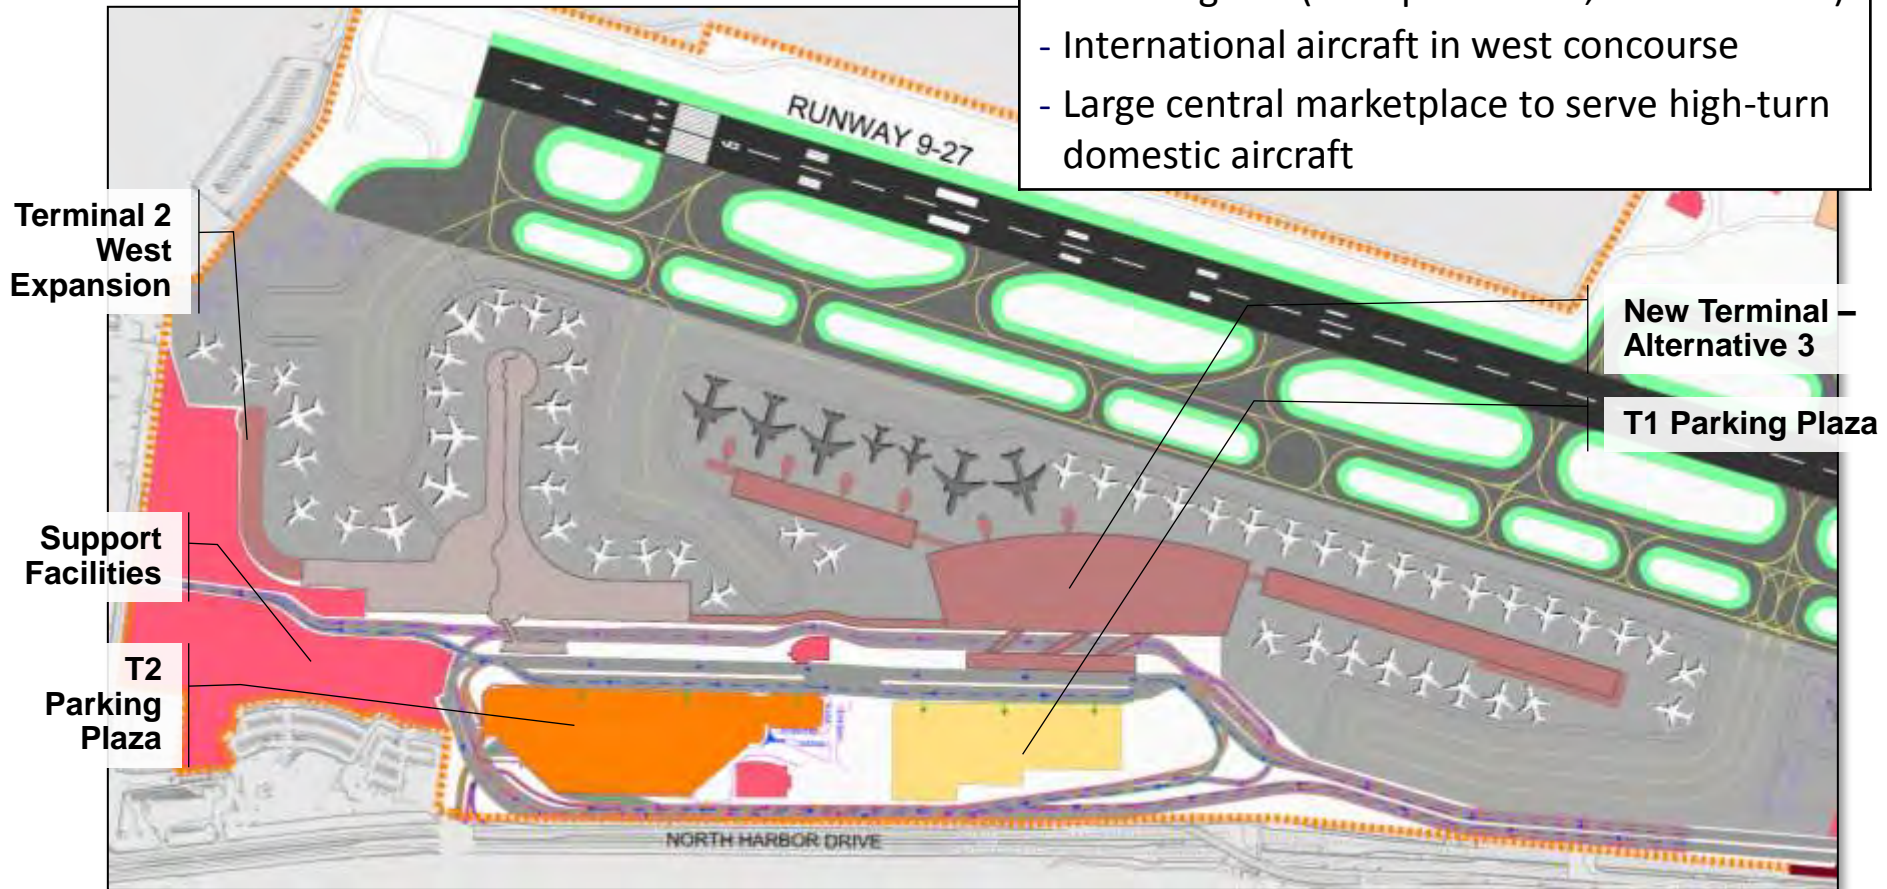 - International aircraft in west concourse
- Large central marketplace to serve high-turn
domestic aircraft
RUNWAY 9-27
Terminal 2
West
Expansion
New Terminal –
Alternative 3
T1 Parking Plaza
Support
Facilities
T2
Parking
Plaza
NORTH HARBOR DRIVE